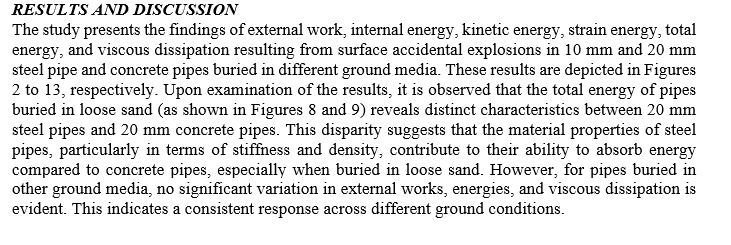 RESULTS AND DISCUSSION
The study presents the findings of external work, internal energy, kinetic energy, strain energy, total
energy, and viscous dissipation resulting from surface accidental explosions in 10 mm and 20 mm
steel pipe and concrete pipes buried in different ground media. These results are depicted in Figures
2 to 13, respectively. Upon examination of the results, it is observed that the total energy of pipes
buried in loose sand (as shown in Figures 8 and 9) reveals distinct characteristics between 20 mm
steel pipes and 20 mm concrete pipes. This disparity suggests that the material properties of steel
pipes, particularly in terms of stiffness and density, contribute to their ability to absorb energy
compared to concrete pipes, especially when buried in loose sand. However, for pipes buried in
other ground media, no significant variation in external works, energies, and viscous dissipation is
evident. This indicates a consistent response across different ground conditions.